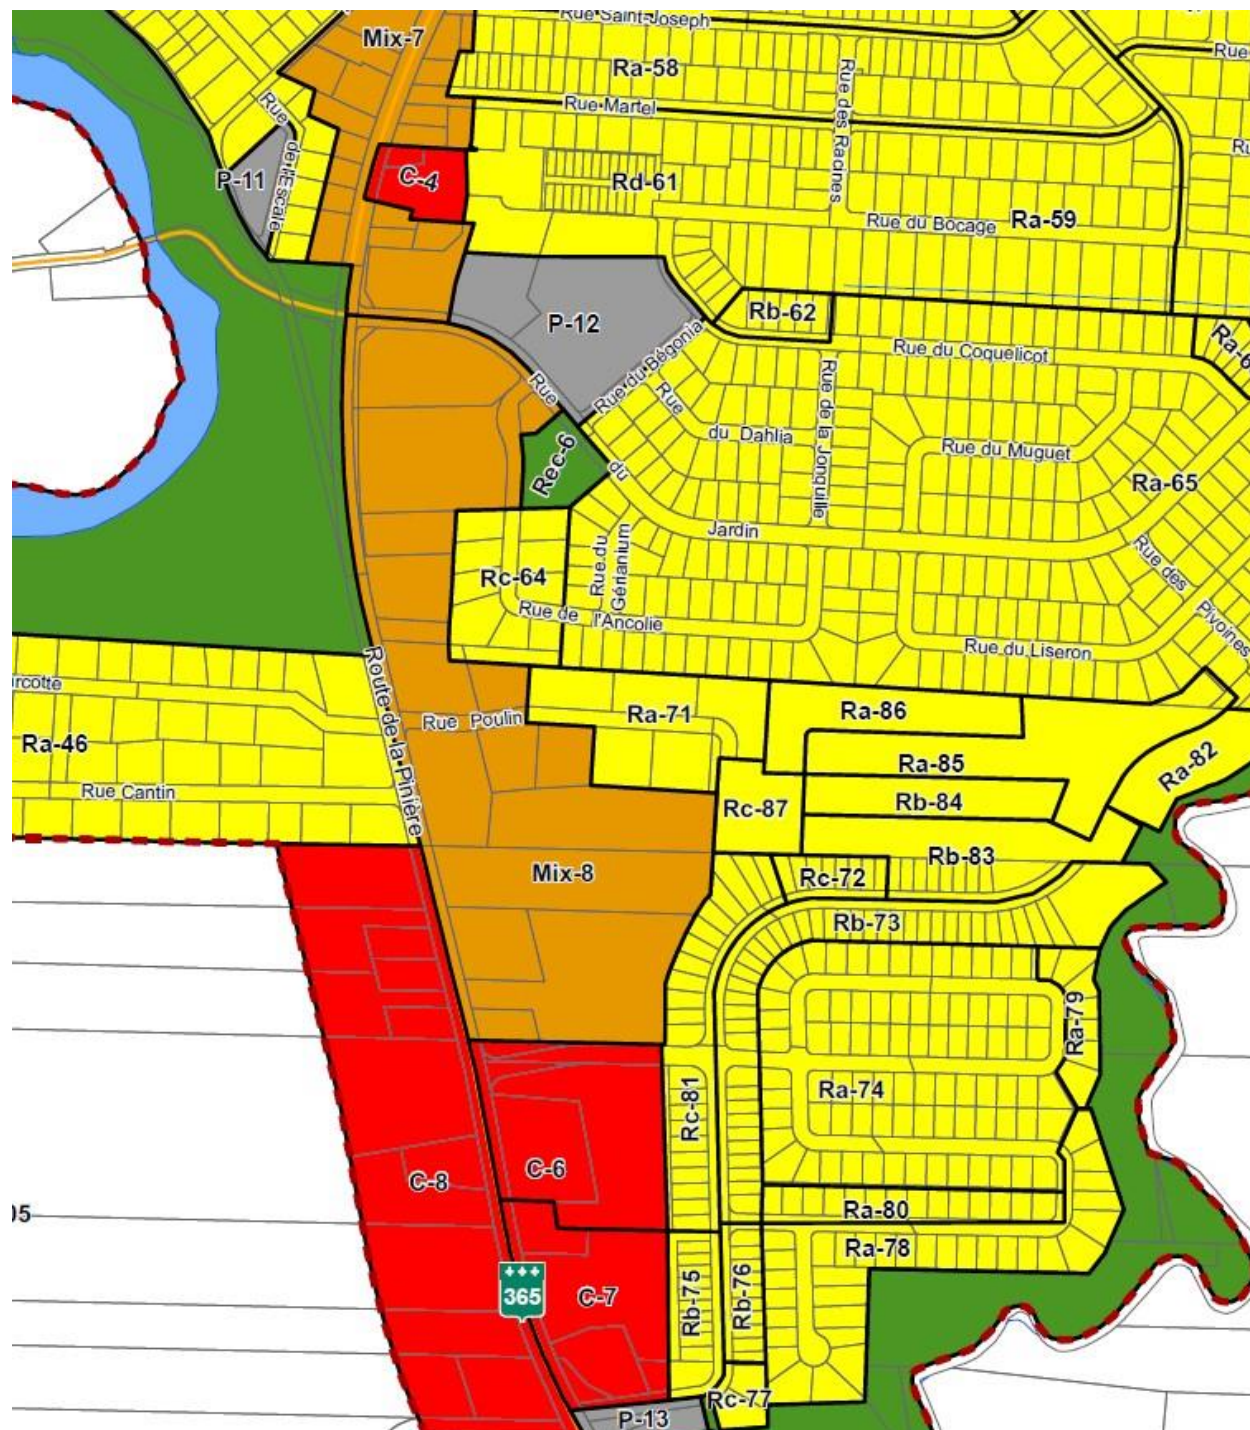 Rue Saint-Joseph
Mix-7
Rue
Ra-58
Rue des Racines
Rue Martel
Rue de l'Escale
P-11
C-4
Rd-61
Rue du Bocage
Ra-59
P-12
Rb-62
Rue du Bégonia
Rue du Coquelicot
Rue
du
Jardin
Rue
du Dahlia
Rue de la Jonquille
Rue du Muguet
Ra-65
Rec-6
Rc-64
Rue du
Gérianium
Rue des
Pivoines
Rue de l'Ancolie
Rue du Liseron
Route de la Pinière
Rue Poulin
Ra-71
Ra-86
Ra-46
Ra-85
Ra-82
Rue Cantin
Rc-87
Rb-84
Rb-83
Mix-8
Rc-72
Rb-73
Ra-79
Ra-74
Rc-81
C-6
C-8
Ra-80
Ra-78
365
C-7
Rb-75
Rb-76
Rc-77
P-13